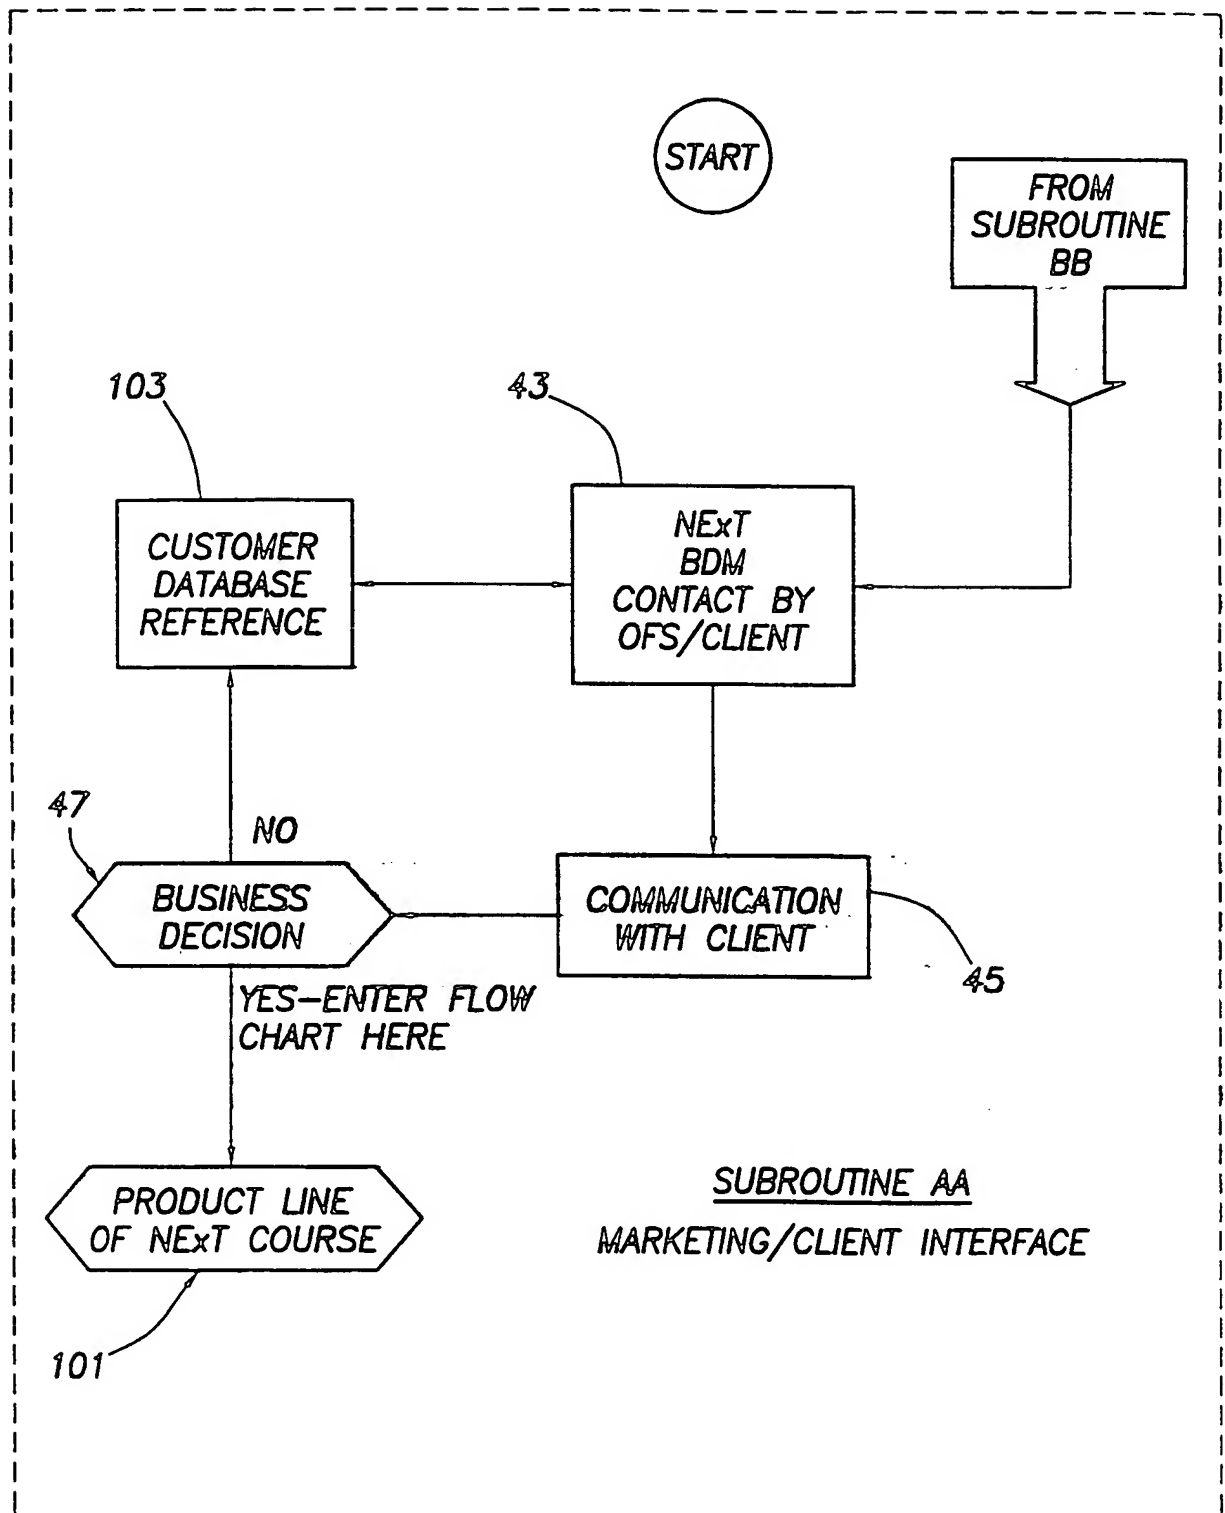 START
FROM
SUBROUTINE
BB
103
43
CUSTOMER
DATABASE
REFERENCE
NExT
BDM
CONTACT BY
OFS/CLIENT
47
NO
BUSINESS
DECISION
COMMUNICATION
WITH CLIENT
45
YES-ENTER FLOW
CHART HERE
PRODUCT LINE
OF NExT COURSE
101
SUBROUTINE AA
MARKETING/CLIENT INTERFACE